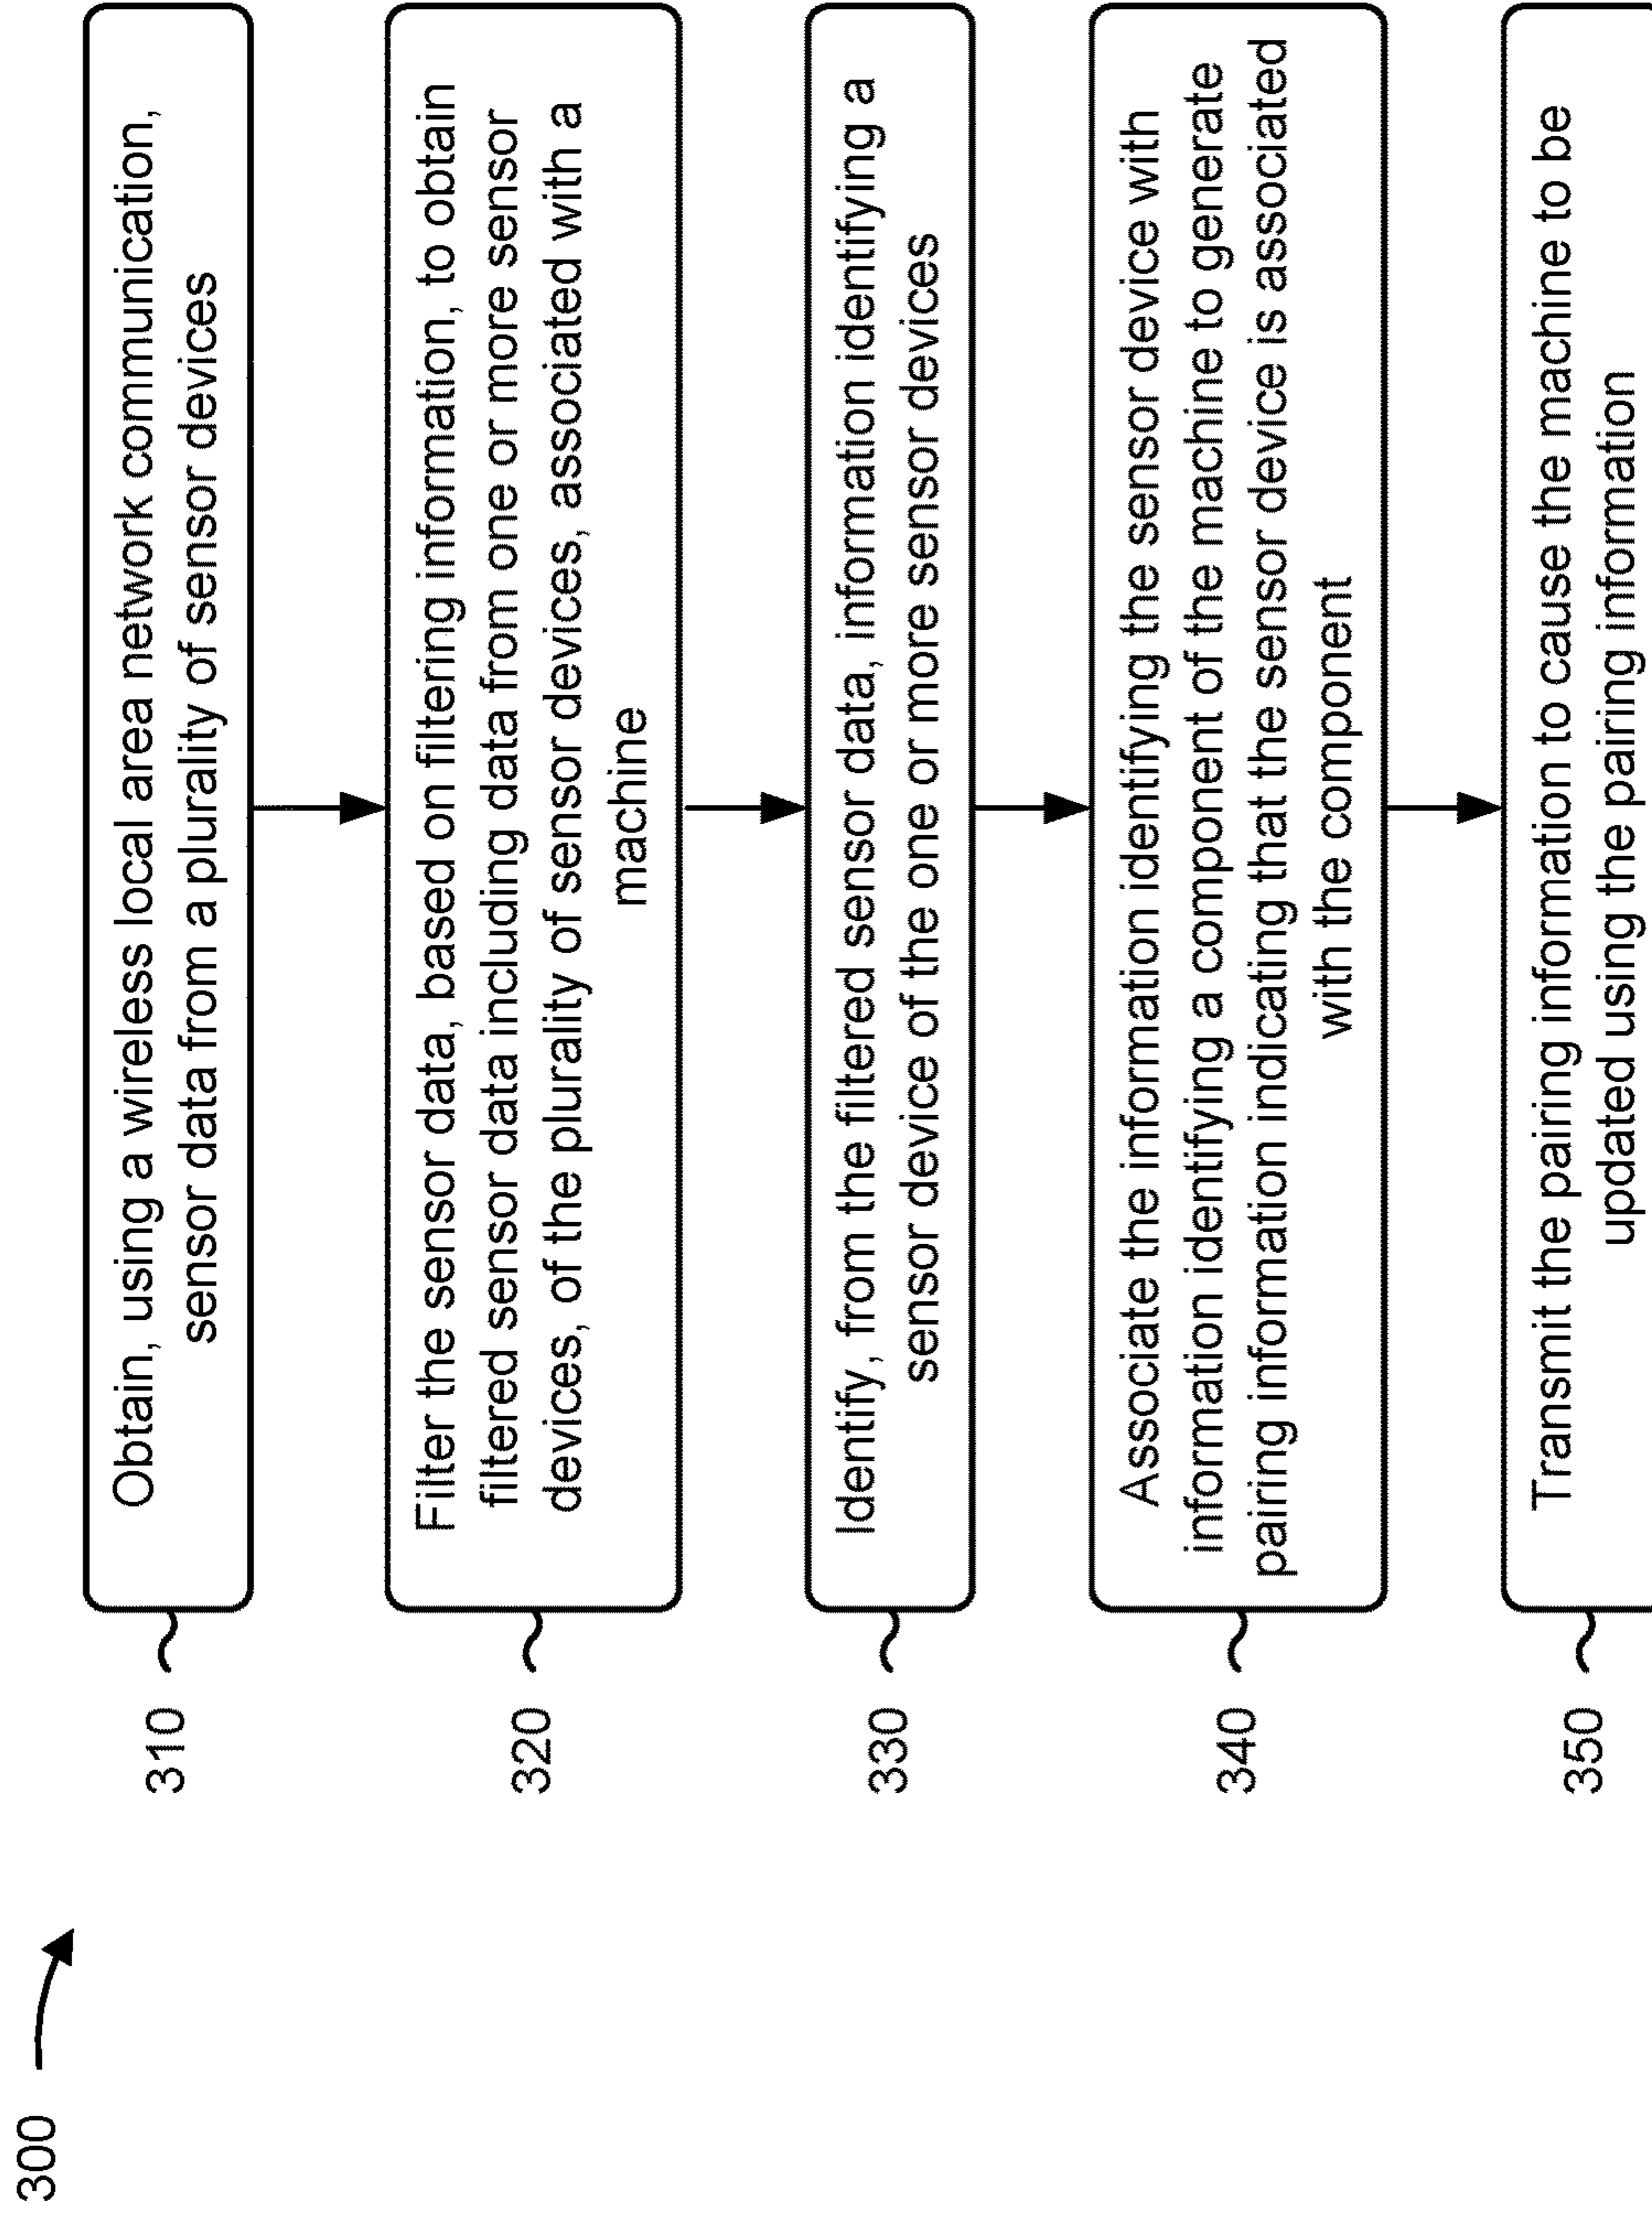 300
310
Obtain, using a wireless local area network communication,
sensor data from a plurality of sensor devices
320
Filter the sensor data, based on filtering information, to obtain
filtered sensor data including data from one or more sensor
devices, of the plurality of sensor devices, associated with a
machine
330
Identify, from the filtered sensor data, information identifying a
sensor device of the one or more sensor devices
340
Associate the information identifying the sensor device with
information identifying a component of the machine to generate
pairing information indicating that the sensor device is associated
with the component
350
Transmit the pairing information to cause the machine to be
updated using the pairing information